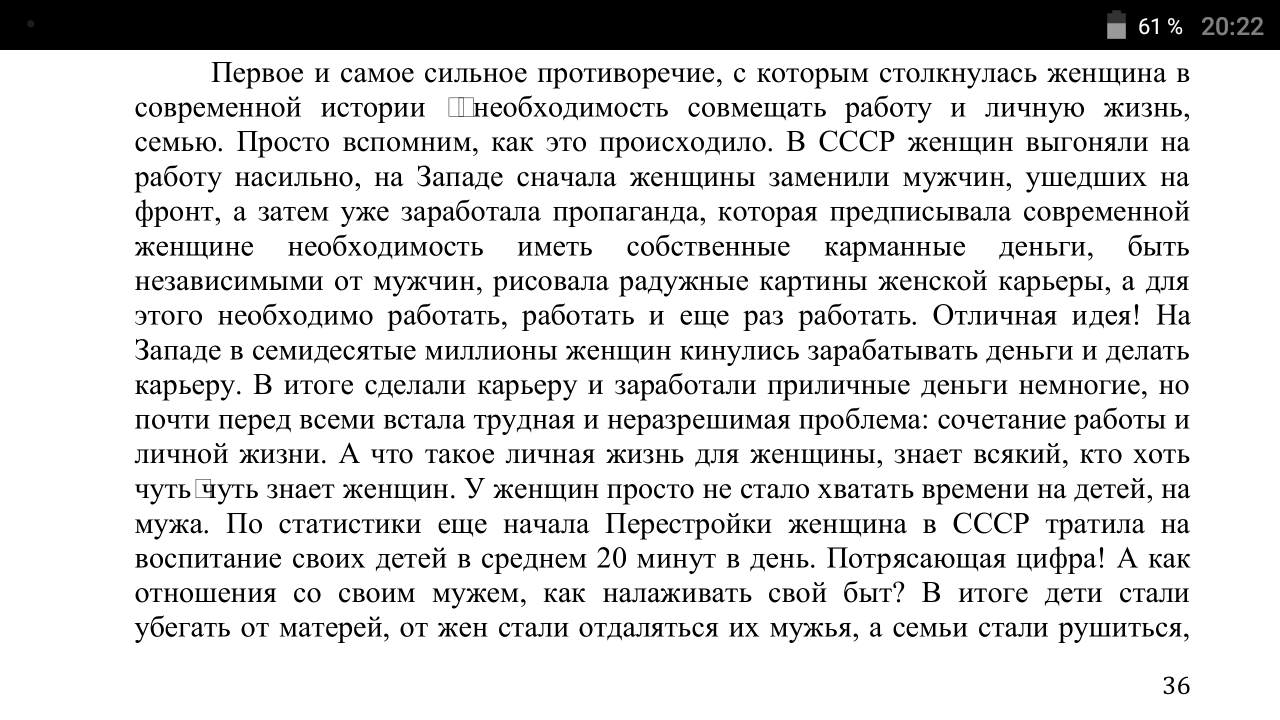 61 % 20:22
Первое и самое сильное противоречие, с которым столкнулась женщина в
современной истории необходимость совмещать работу и личную жизнь,
семью. Просто вспомним, как это происходило. В СССР женщин выгоняли на
работу насильно, на Западе сначала женщины заменили мужчин, ушедших на
фронт, а затем уже заработала пропаганда, которая предписывала современной
женщине необходимость иметь собственные карманные деньги, быть
независимыми от мужчин, рисовала радужные картины женской карьеры, а для
этого необходимо работать, работать и еще раз работать. Отличная идея! На
Западе в семидесятые миллионы женщин кинулись зарабатывать деньги и делать
карьеру. В итоге сделали карьеру и заработали приличные деньги немногие, но
почти перед всеми встала трудная и неразрешимая проблема: сочетание работы и
личной жизни. А что такое личная жизнь для женщины, знает всякий, кто хоть
чуть чуть знает женщин. У женщин просто не стало хватать времени на детей, на
мужа. По статистики еще начала Перестройки женщина в СССР тратила на
воспитание своих детей в среднем 20 минут в день. Потрясающая цифра! А как
отношения со своим мужем, как налаживать свой быт? В итоге дети стали
убегать от матерей, от жен стали отдаляться их мужья, а семьи стали рушиться,
36